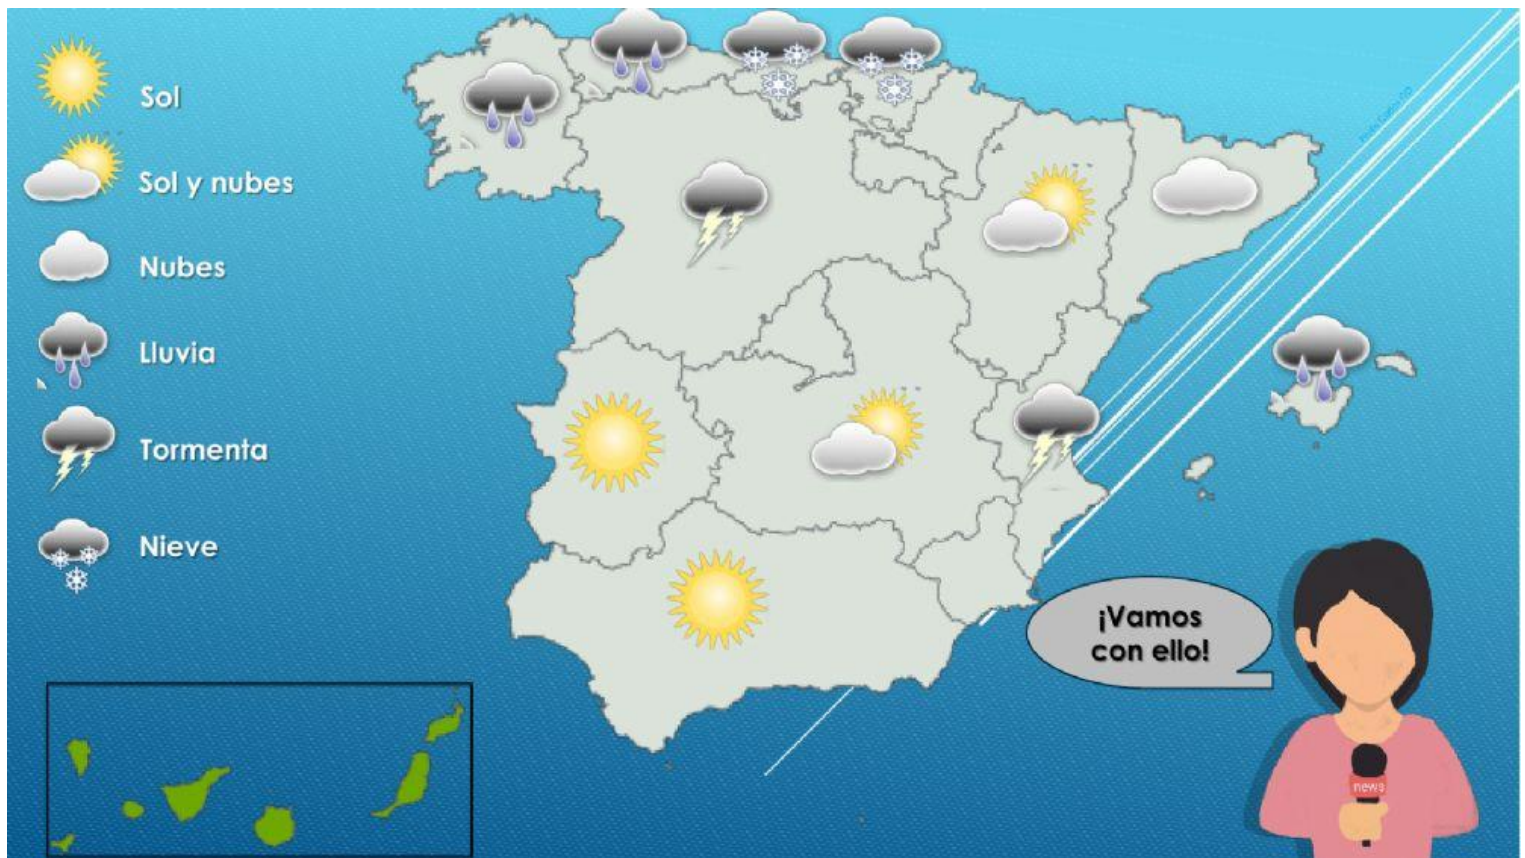 Sol
Sol y nubes
Nubes
Lluvia
Tormenta
Nieve
¡Vamos
con ello!
news